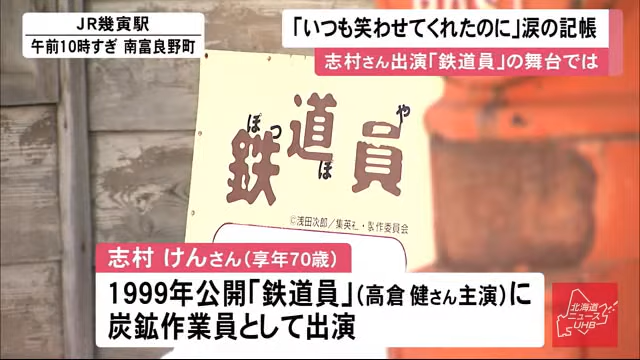 JR幾寅駅
午前10時すぎ 南富良野町
「いつも笑わせてくれたのに」涙の記帳
志村さん出演「鉄道員」の舞台では
ぽっぽや
鉄道員
©浅田次郎/集英社・製作委員会
志村 けんさん(享年70歳)
1999年公開「鉄道員」(高倉 健さん主演)に
炭鉱作業員として出演
北海道
ニュース
UHB